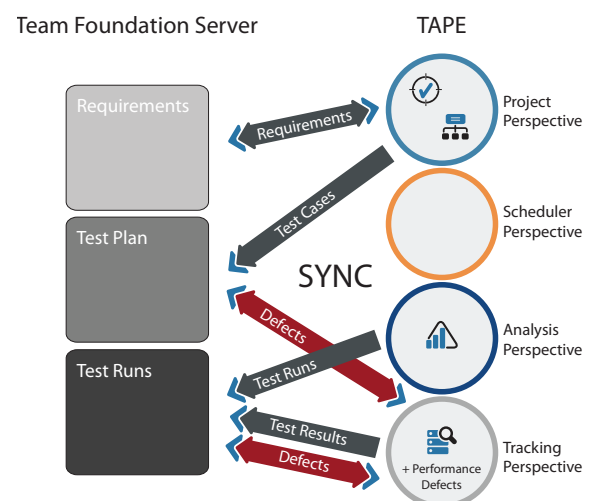 Team Foundation Server
TAPE
Requirements
Requirements
Project
Perspective
Test Cases
Scheduler
Perspective
Test Plan
SYNC
Defects
Analysis
Perspective
Test Runs
Test Runs
Test Results
Defects
+ Performance
Defects
Tracking
Perspective